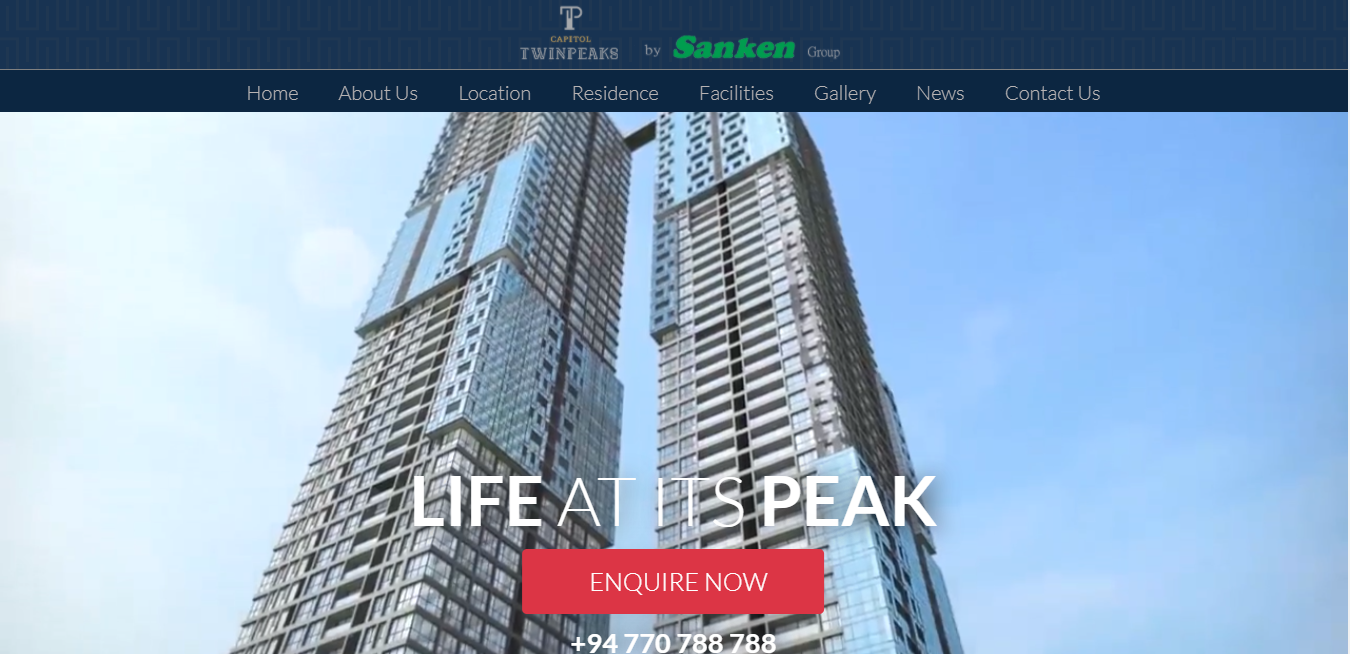 TP
CAPITOL
TWINPEAKS by Sanken Group
Home About Us Location Residence Facilities Gallery News Contact Us
LIFE AT ITS PEAK
ENQUIRE NOW
+94 770 788 788